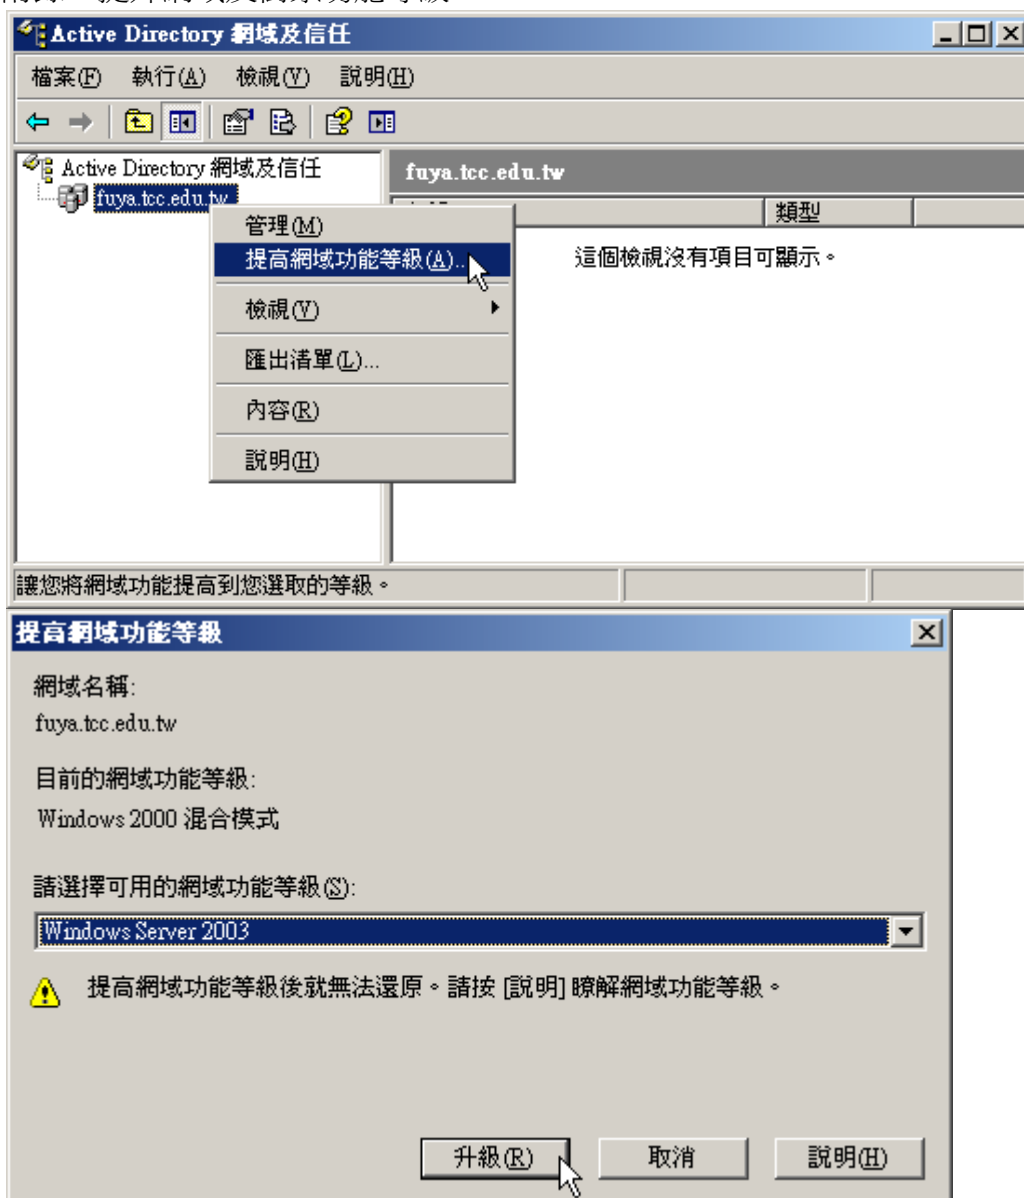 Active Directory 網域及信任
檔案(F) 執行(A) 檢視(V) 說明(H)
Active Directory 網域及信任
fuya.tcc.edu.tw
fuya.tcc.edu.tw
類型
管理(M)
提高網域功能等級(A)...
這個檢視沒有項目可顯示。
檢視(V)
匯出清單(L)...
內容(R)
說明(H)
讓您將網域功能提高到您選取的等級。
提高網域功能等級
網域名稱:
fuya.tcc.edu.tw
目前的網域功能等級:
Windows 2000 混合模式
請選擇可用的網域功能等級(S):
Windows Server 2003
提高網域功能等級後就無法還原。請按 [說明] 瞭解網域功能等級。
升級(R) 取消 說明(H)